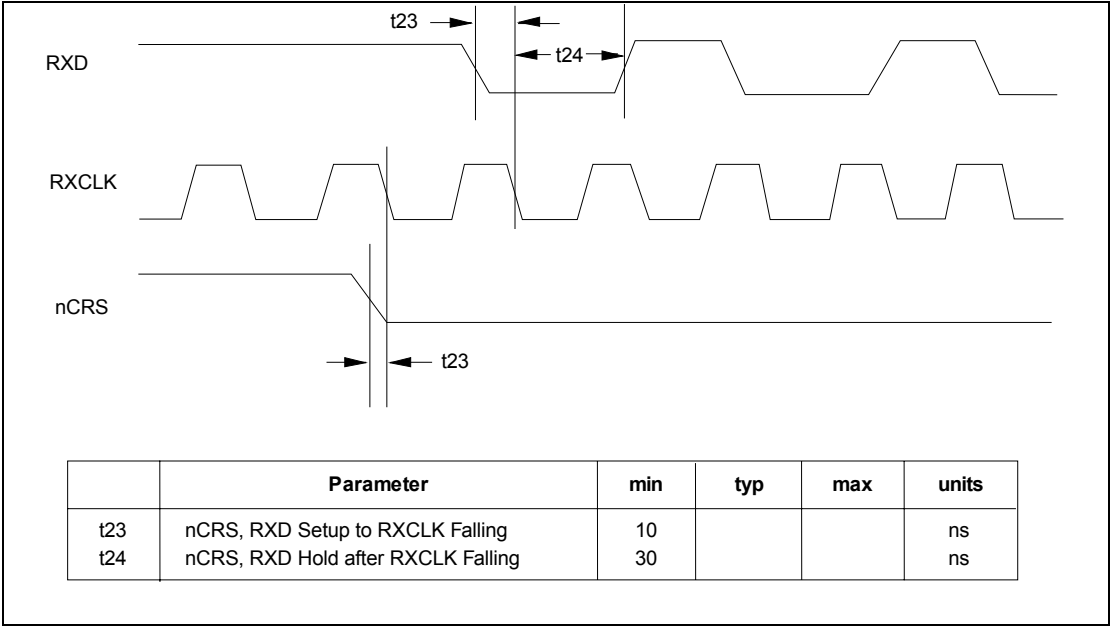 t23
t24
RXD
RXCLK
nCRS
t23
Parameter min typ max units
t23 nCRS, RXD Setup to RXCLK Falling 10 ns
t24 nCRS, RXD Hold after RXCLK Falling 30 ns